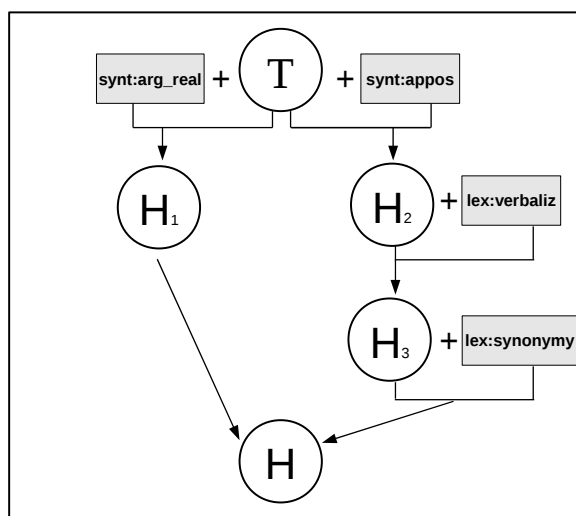 synt:arg_real + T + synt:appos
H1 H2 + lex:verbaliz
H3 + lex:synonymy
H